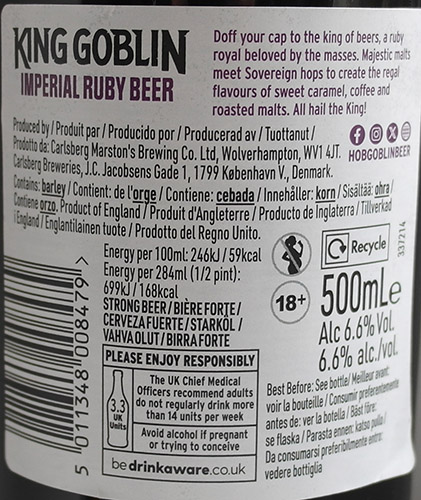 KING GOBLIN
IMPERIAL RUBY BEER
Doff your cap to the king of beers, a ruby
royal beloved by the masses. Majestic malts
meet Sovereign hops to create the regal
flavours of sweet caramel, coffee and
roasted malts. All hail the King!
Produced by / Produit par / Producido por / Producerad av / Tuottanut /
Prodotto da: Carlsberg Marston's Brewing Co. Ltd, Wolverhampton, WV1 4JT.
Carlsberg Breweries, J.C. Jacobsens Gade 1, 1799 København V., Denmark.
HOBGOBLINBEER
Contains: barley / Contient: de l'orge / Contiene: cebada / Innehåller: korn / Sisältää: ohra /
Contiene orzo. Product of England / Produit d'Angleterre / Producto de Inglaterra / Tillverkad
i England / Englantilainen tuote / Prodotto del Regno Unito.
337214
Energy per 100ml: 246kJ / 59kcal
Energy per 284ml (1/2 pint):
699kJ / 168kcal
STRONG BEER / BIÈRE FORTE /
CERVEZA FUERTE / STARKÖL /
VAHVA OLUT / BIRRA FORTE
Recycle
18+
500mLe
Alc 6.6% Vol.
6.6% alc./vol.
PLEASE ENJOY RESPONSIBLY
3.3
UK
Units
The UK Chief Medical
Officers recommend adults
do not regularly drink more
than 14 units per week
Avoid alcohol if pregnant
or trying to conceive
bedrinkaware.co.uk
Best Before: See bottle/ Meilleur avant:
voir la bouteille / Consumir preferentemente
antes de: ver la botella / Bäst före:
se flaska / Parasta ennen: katso pullo /
Da consumarsi preferibilmente entro:
vedere bottiglia
5 011348 008479 >